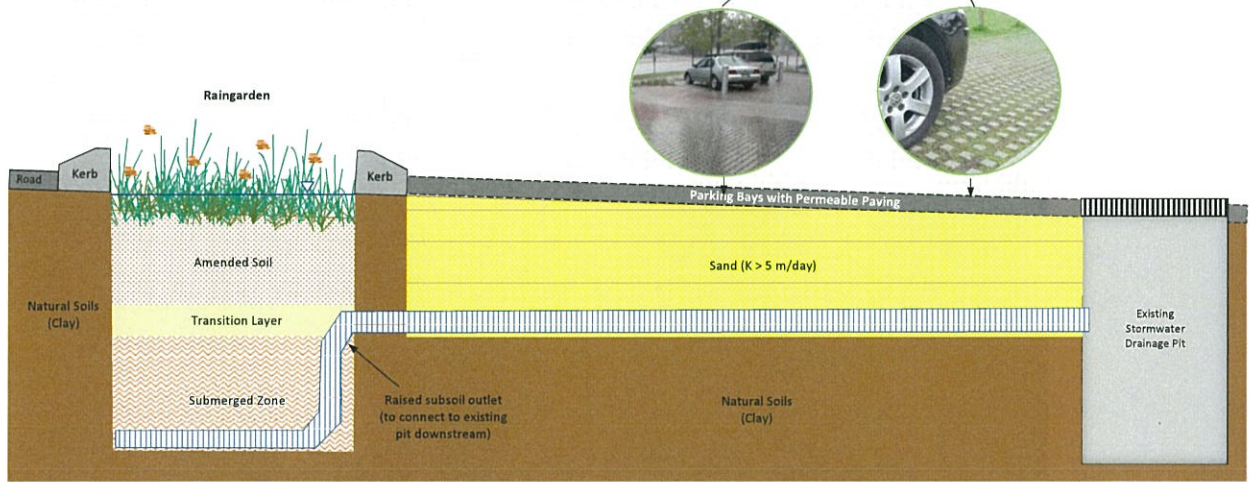 Raingarden
Road
Kerb
Kerb
Parking Bays with Permeable Paving
Amended Soil
Sand (K > 5 m/day)
Natural Soils
(Clay)
Transition Layer
Existing
Stormwater
Drainage Pit
Submerged Zone
Raised subsoil outlet
(to connect to existing
pit downstream)
Natural Soils
(Clay)